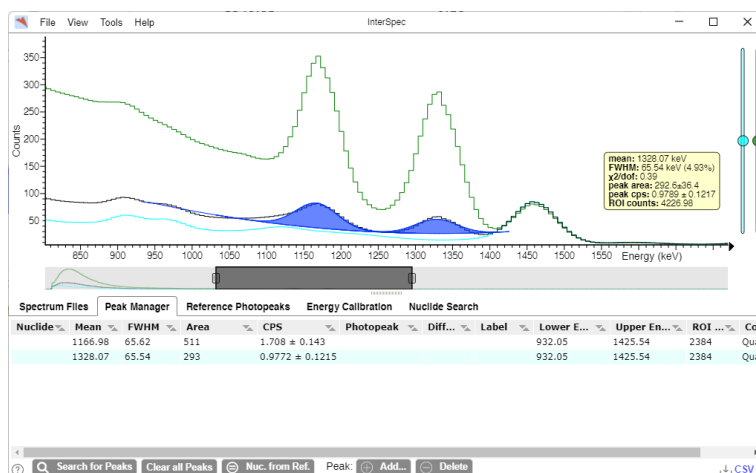 File View Tools Help InterSpec
350
300
250
200
150
100
50
Counts
mean: 1328.07 keV
FWHM: 65.54 keV (4.93%)
χ2/dof: 0.39
peak area: 292.6±36.4
peak cps: 0.9789 ± 0.1217
ROI counts: 4226.98
850 900 950 1000 1050 1100 1150 1200 1250 1300 1350 1400 1450 1500 1550 Energy (keV)
Spectrum Files Peak Manager Reference Photopeaks Energy Calibration Nuclide Search
Nuclide Mean FWHM Area CPS Photopeak Diff... Label Lower E... Upper En... ROI ... Co
1166.98 65.62 511 1.708 ± 0.143 932.05 1425.54 2384 Qua
1328.07 65.54 293 0.9772 ± 0.1215 932.05 1425.54 2384 Qua
? Search for Peaks Clear all Peaks Nuc. from Ref. Peak: Add... Delete CSV